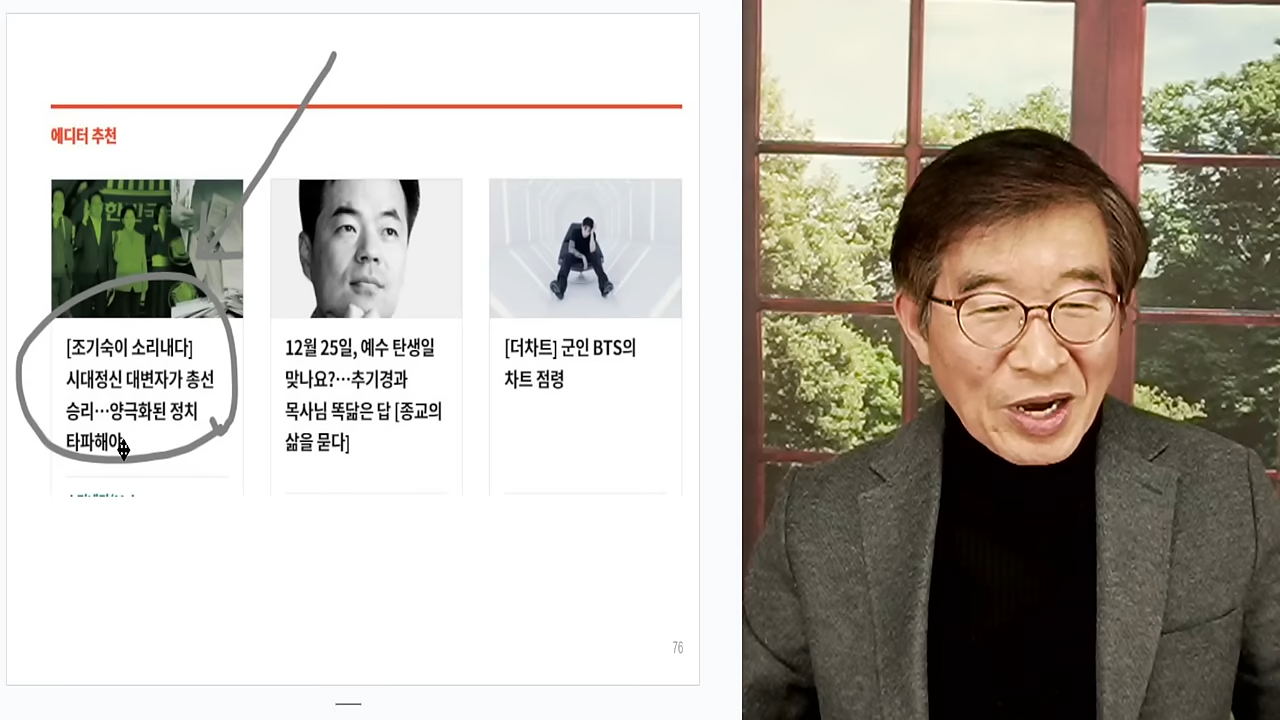 에디터 추천
[조기숙이 소리내다]
시대정신 대변자가 총선
승리…양극화된 정치
타파해야
12월 25일, 예수 탄생일
맞나요?…추기경과
목사님 똑닮은 답 [종교의
삶을 묻다]
[더차트] 군인 BTS의
차트 점령
76